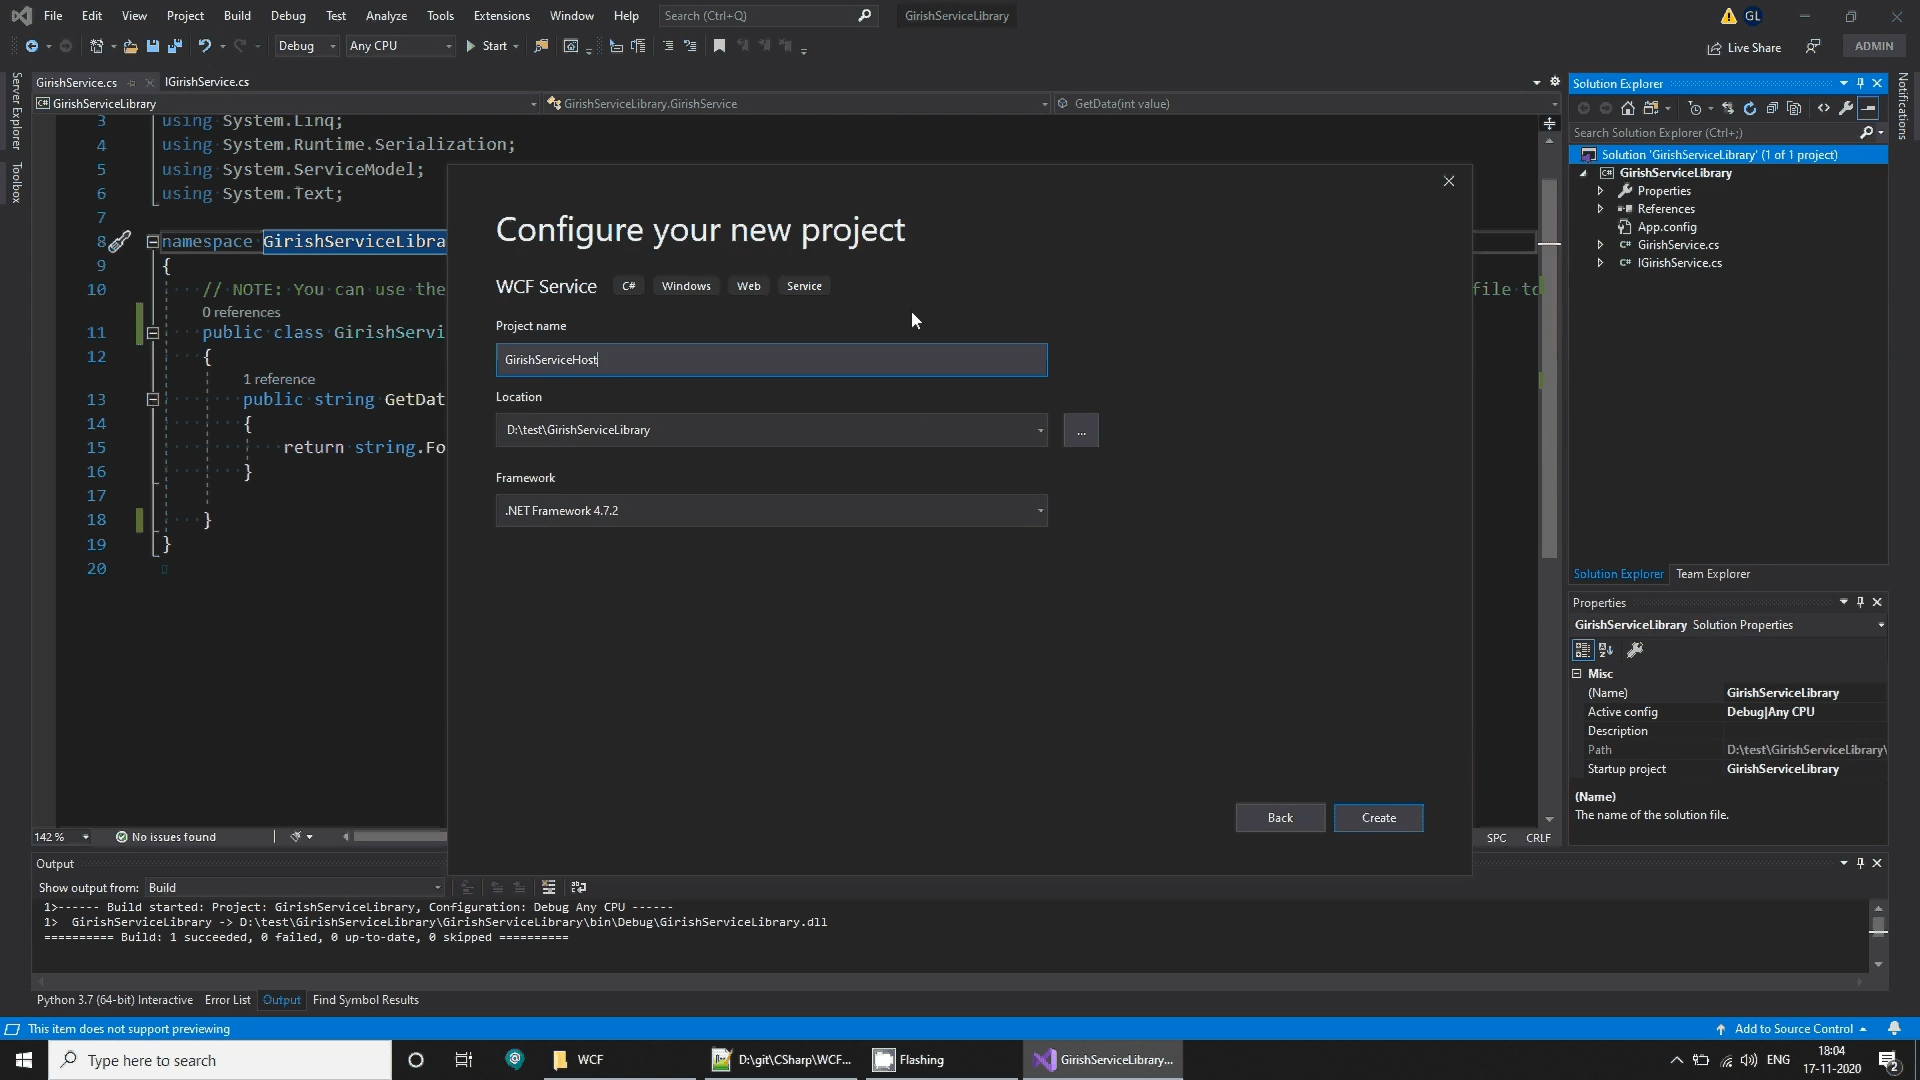 File Edit View Project Build Debug Test Analyze Tools Extensions Window Help Search (Ctrl+Q) GirishServiceLibrary GL
Debug Any CPU Start Live Share ADMIN
Server Explorer
Toolbox
Notifications
GirishService.cs IGirishService.cs
GirishServiceLibrary GirishServiceLibrary.GirishService GetData(int value)
3 using System.Linq;
4 using System.Runtime.Serialization;
5 using System.ServiceModel;
6 using System.Text;
7
8 namespace GirishServiceLibra
9 {
10 // NOTE: You can use the file to
0 references
11 public class GirishServi
12 {
1 reference
13 public string GetDat
14 {
15 return string.Fo
16 }
17
18 }
19 }
20
142 % No issues found SPC CRLF
Configure your new project
WCF Service C# Windows Web Service
Project name
GirishServiceHost
Location
D:\test\GirishServiceLibrary
...
Framework
.NET Framework 4.7.2
Back Create
Solution Explorer
Search Solution Explorer (Ctrl+;)
Solution 'GirishServiceLibrary' (1 of 1 project)
C# GirishServiceLibrary
Properties
References
App.config
C# GirishService.cs
C# IGirishService.cs
Solution Explorer Team Explorer
Properties
GirishServiceLibrary Solution Properties
Misc
(Name) GirishServiceLibrary
Active config Debug|Any CPU
Description
Path D:\test\GirishServiceLibrary\
Startup project GirishServiceLibrary
(Name)
The name of the solution file.
Output
Show output from: Build
1>------ Build started: Project: GirishServiceLibrary, Configuration: Debug Any CPU ------
1> GirishServiceLibrary -> D:\test\GirishServiceLibrary\GirishServiceLibrary\bin\Debug\GirishServiceLibrary.dll
========== Build: 1 succeeded, 0 failed, 0 up-to-date, 0 skipped ==========
Python 3.7 (64-bit) Interactive Error List Output Find Symbol Results
This item does not support previewing Add to Source Control
Type here to search WCF D:\git\CSharp\WCF... Flashing GirishServiceLibrary... ENG 18:04
17-11-2020 2